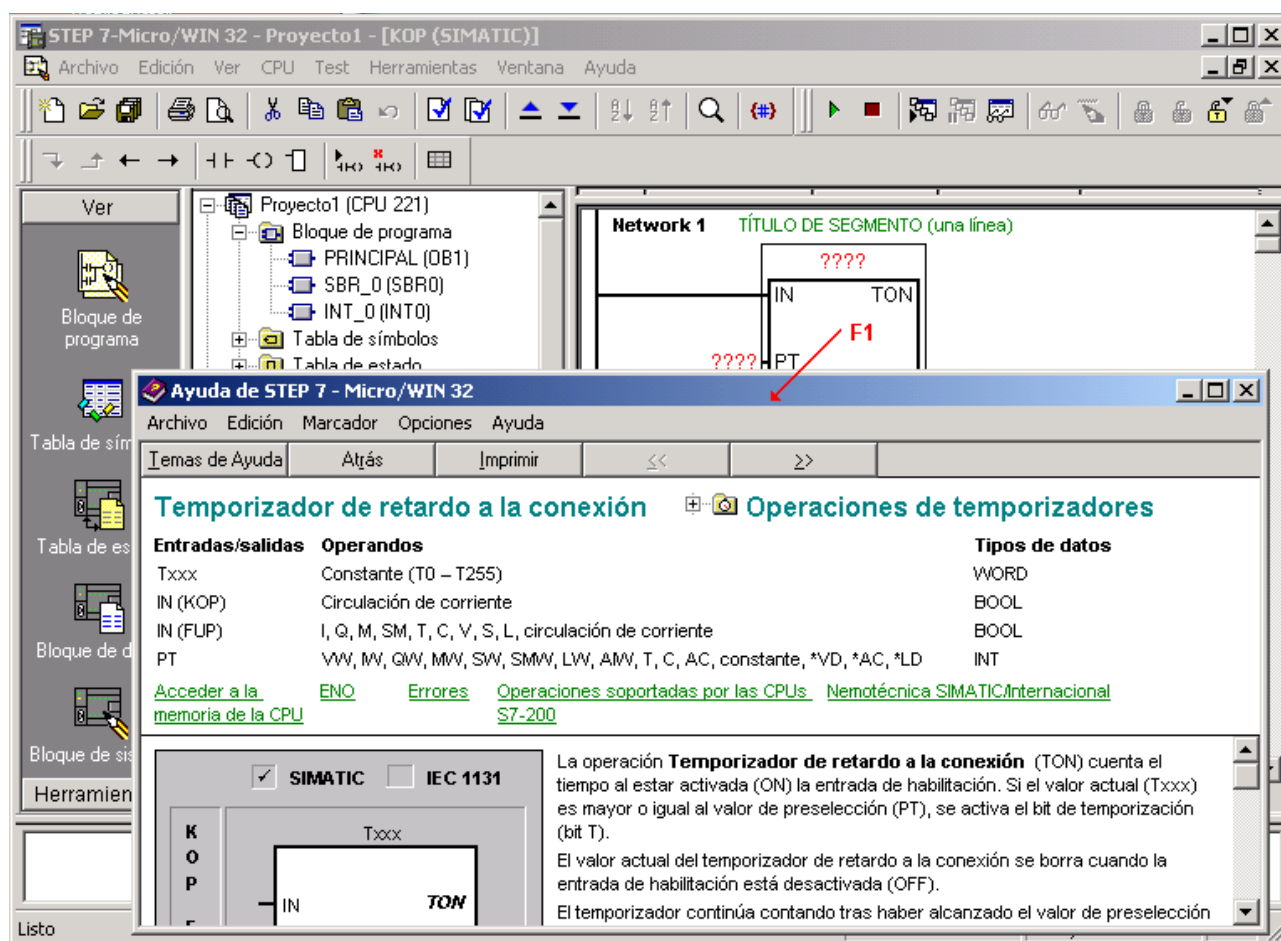 STEP 7-Micro/WIN 32 - Proyecto1 - [KOP (SIMATIC)]
Archivo Edición Ver CPU Test Herramientas Ventana Ayuda
Ver
Bloque de
programa
Tabla de sím
Tabla de es
Bloque de d
Bloque de sis
Herramien
Proyecto1 (CPU 221)
Bloque de programa
PRINCIPAL (OB1)
SBR_0 (SBR0)
INT_0 (INT0)
Tabla de símbolos
Tabla de estado
Network 1 TÍTULO DE SEGMENTO (una línea)
????
IN TON
F1
???? PT
Ayuda de STEP 7 - Micro/WIN 32
Archivo Edición Marcador Opciones Ayuda
Temas de Ayuda Atrás Imprimir << >>
Temporizador de retardo a la conexión Operaciones de temporizadores
Entradas/salidas Operandos Tipos de datos
Txxx Constante (T0 – T255) WORD
IN (KOP) Circulación de corriente BOOL
IN (FUP) I, Q, M, SM, T, C, V, S, L, circulación de corriente BOOL
PT VW, IW, QW, MW, SW, SMW, LW, AIW, T, C, AC, constante, *VD, *AC, *LD INT
Acceder a la ENO Errores Operaciones soportadas por las CPUs Nemotécnica SIMATIC/Internacional
memoria de la CPU S7-200
SIMATIC IEC 1131
K
O
P
Txxx
IN TON
La operación Temporizador de retardo a la conexión (TON) cuenta el
tiempo al estar activada (ON) la entrada de habilitación. Si el valor actual (Txxx)
es mayor o igual al valor de preselección (PT), se activa el bit de temporización
(bit T).
El valor actual del temporizador de retardo a la conexión se borra cuando la
entrada de habilitación está desactivada (OFF).
El temporizador continúa contando tras haber alcanzado el valor de preselección
Listo